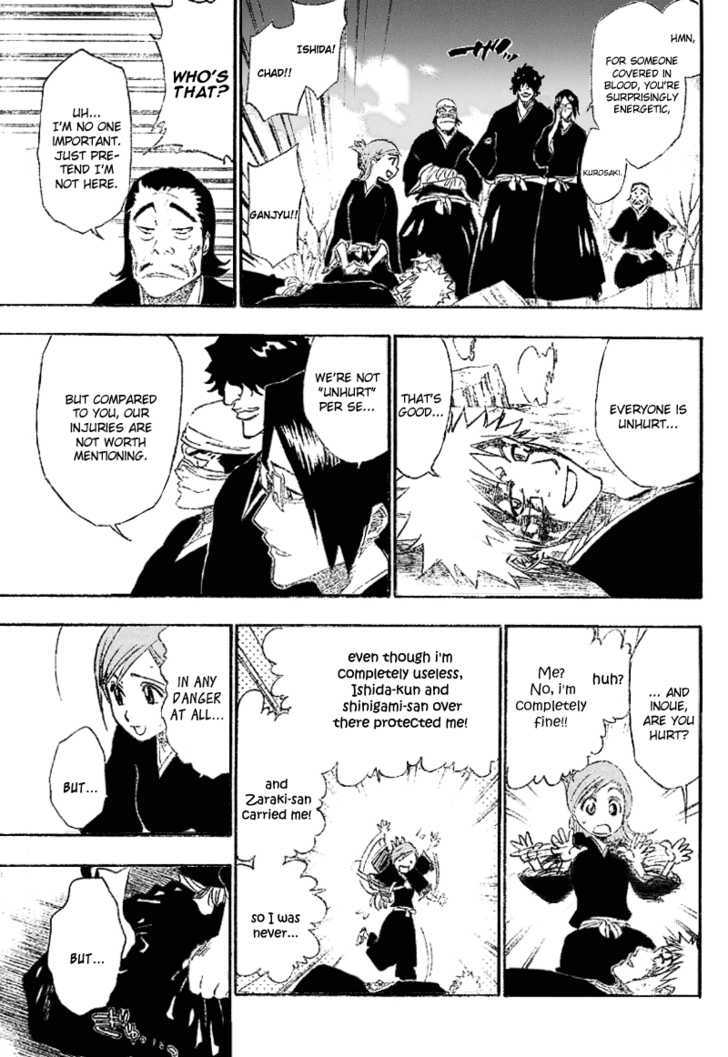 HMN,
FOR SOMEONE
COVERED IN
BLOOD, YOU'RE
SURPRISINGLY
ENERGETIC,
KUROSAKI.
ISHIDA!
CHAD!!
GANJYU!!
WHO'S
THAT?
UH...
I'M NO ONE
IMPORTANT.
JUST PRE-
TEND I'M
NOT HERE.
EVERYONE IS
UNHURT...
THAT'S
GOOD...
WE'RE NOT
"UNHURT"
PER SE...
BUT COMPARED
TO YOU, OUR
INJURIES ARE
NOT WORTH
MENTIONING.
... AND
INOUE,
ARE YOU
HURT?
huh?
Me?
No, i'm
completely
fine!!
even though i'm
completely useless,
Ishida-kun and
shinigami-san over
there protected me!
and
Zaraki-san
carried me!
so I was
never...
IN ANY
DANGER
AT ALL...
BUT...
BUT...